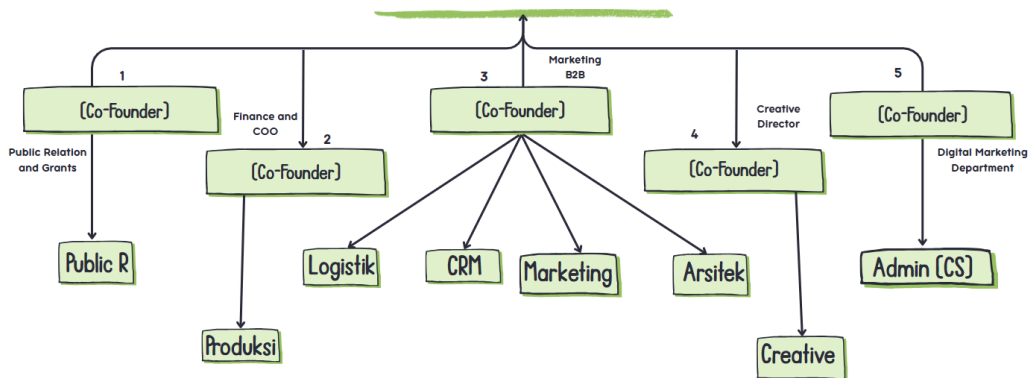 1
(Co-Founder)
Public Relation
and Grants
Public R
Finance and
COO
2
(Co-Founder)
Produksi
3
Marketing
B2B
(Co-Founder)
Logistik
CRM
Marketing
Arsitek
4
Creative
Director
(Co-Founder)
Creative
5
(Co-Founder)
Digital Marketing
Department
Admin (CS)